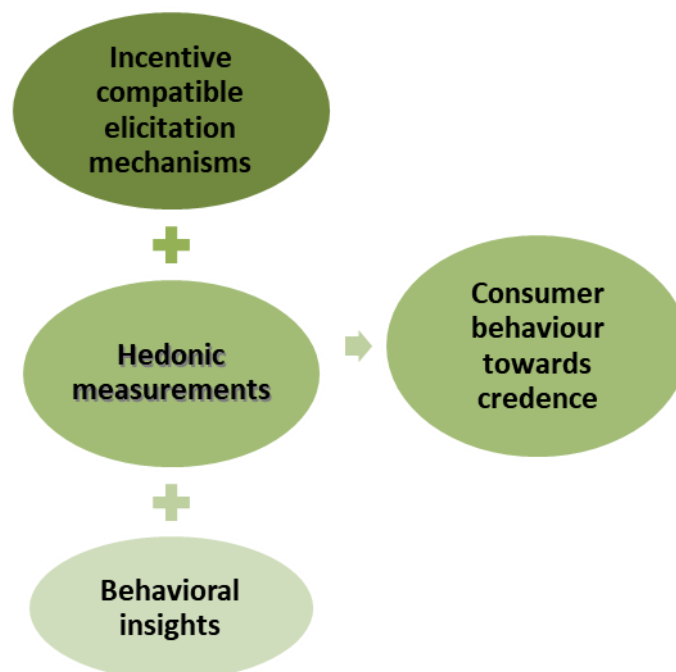 Incentive
compatible
elicitation
mechanisms
Hedonic
measurements
Behavioral
insights
Consumer
behaviour
towards
credence